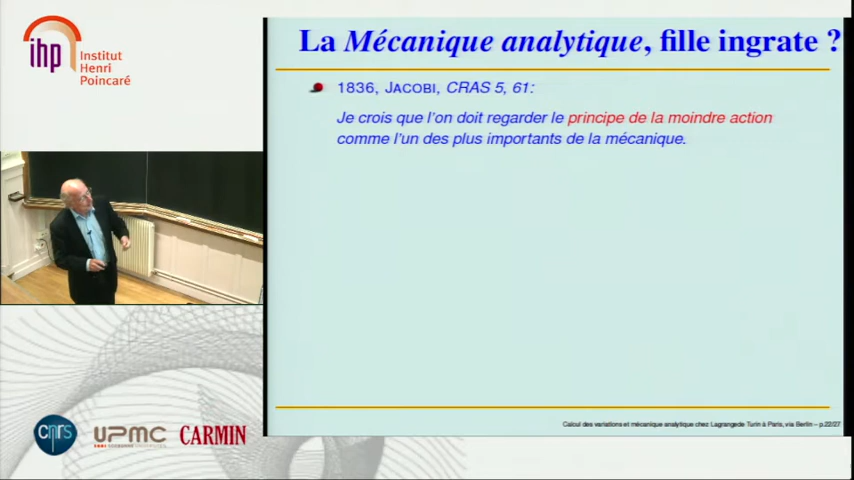 ihp
Institut
Henri
Poincaré
La Mécanique analytique, fille ingrate ?
1836, JACOBI, CRAS 5, 61:
Je crois que l'on doit regarder le principe de la moindre action
comme l'un des plus importants de la mécanique.
Calcul des variations et mécanique analytique chez Lagrangede Turin à Paris, via Berlin – p.22/27
cnrs
UPMC
CARMIN